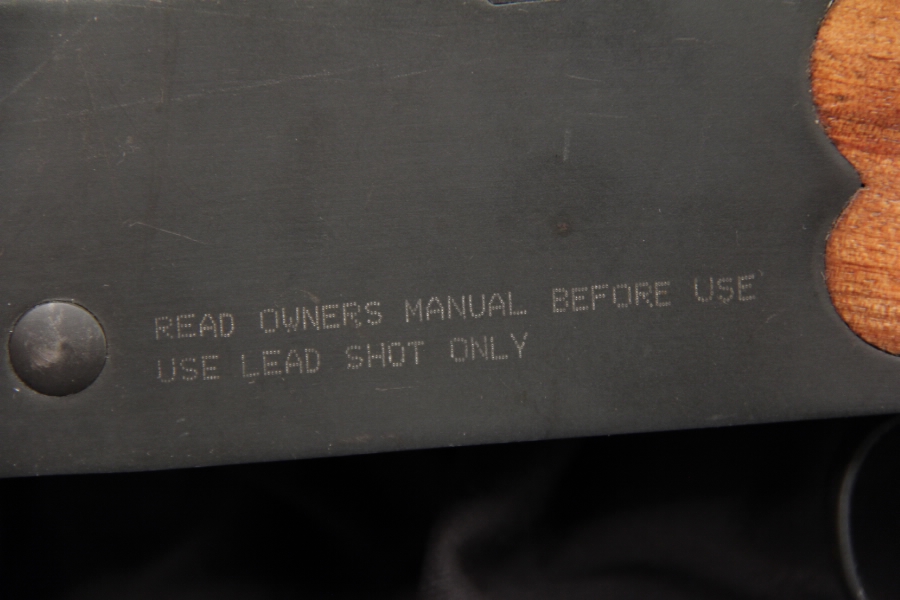 READ OWNERS MANUAL BEFORE USE
USE LEAD SHOT ONLY